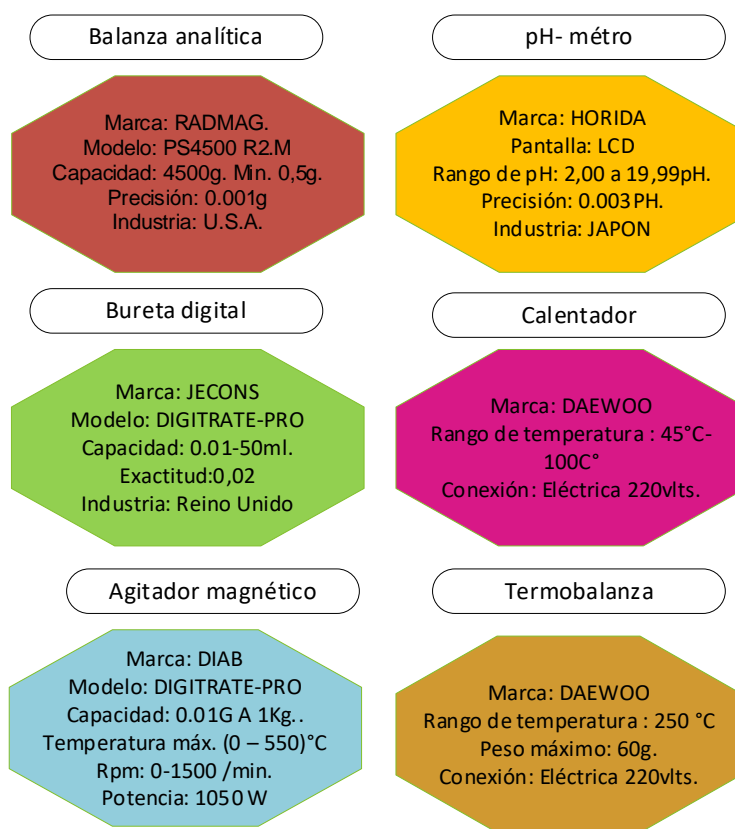 Balanza analítica
Marca: RADMAG.
Modelo: PS4500 R2.M
Capacidad: 4500g. Min. 0,5g.
Precisión: 0.001g
Industria: U.S.A.
pH- métro
Marca: HORIDA
Pantalla: LCD
Rango de pH: 2,00 a 19,99pH.
Precisión: 0.003PH.
Industria: JAPON
Bureta digital
Marca: JECONS
Modelo: DIGITRATE-PRO
Capacidad: 0.01-50ml.
Exactitud:0,02
Industria: Reino Unido
Calentador
Marca: DAEWOO
Rango de temperatura : 45°C-
100C°
Conexión: Eléctrica 220vlts.
Agitador magnético
Marca: DIAB
Modelo: DIGITRATE-PRO
Capacidad: 0.01G A 1Kg..
Temperatura máx. (0 – 550)°C
Rpm: 0-1500 /min.
Potencia: 1050 W
Termobalanza
Marca: DAEWOO
Rango de temperatura : 250 °C
Peso máximo: 60g.
Conexión: Eléctrica 220vlts.